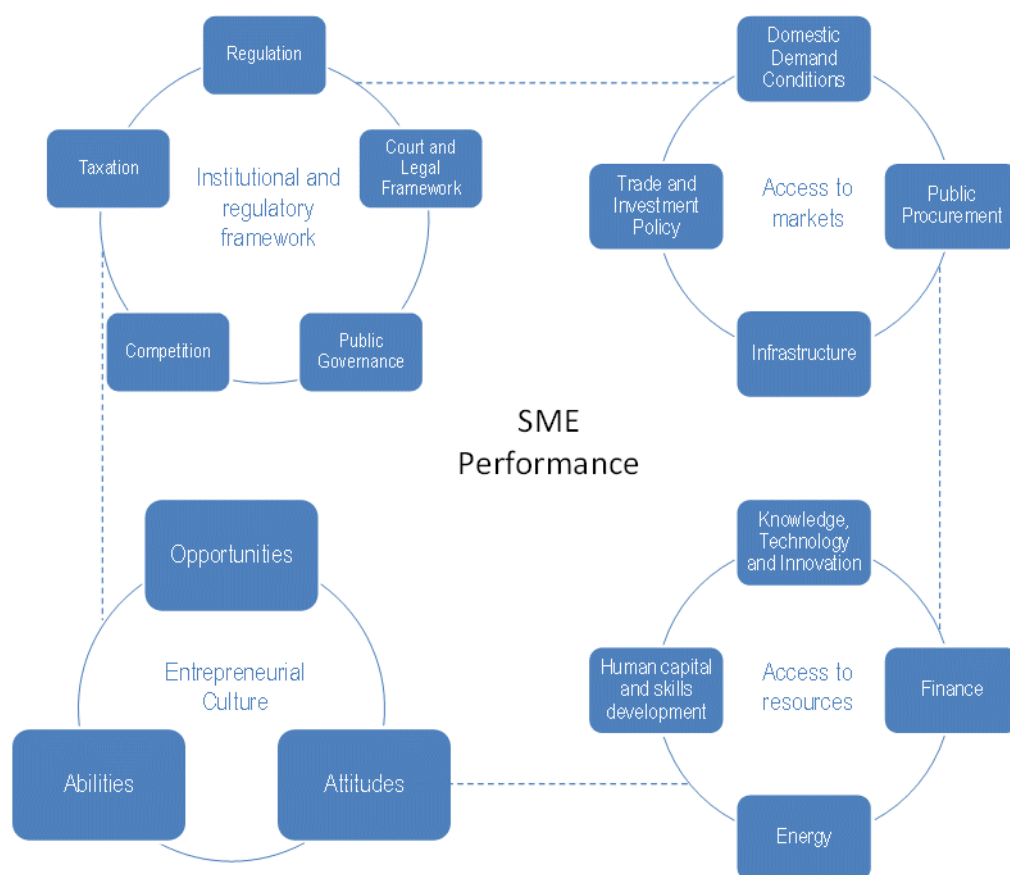 Regulation
Taxation
Court and
Legal
Framework
Institutional and
regulatory
framework
Competition
Public
Governance
Domestic
Demand
Conditions
Trade and
Investment
Policy
Access to
markets
Public
Procurement
Infrastructure
SME
Performance
Opportunities
Entrepreneurial
Culture
Abilities
Attitudes
Knowledge,
Technology
and Innovation
Human capital
and skills
development
Access to
resources
Finance
Energy